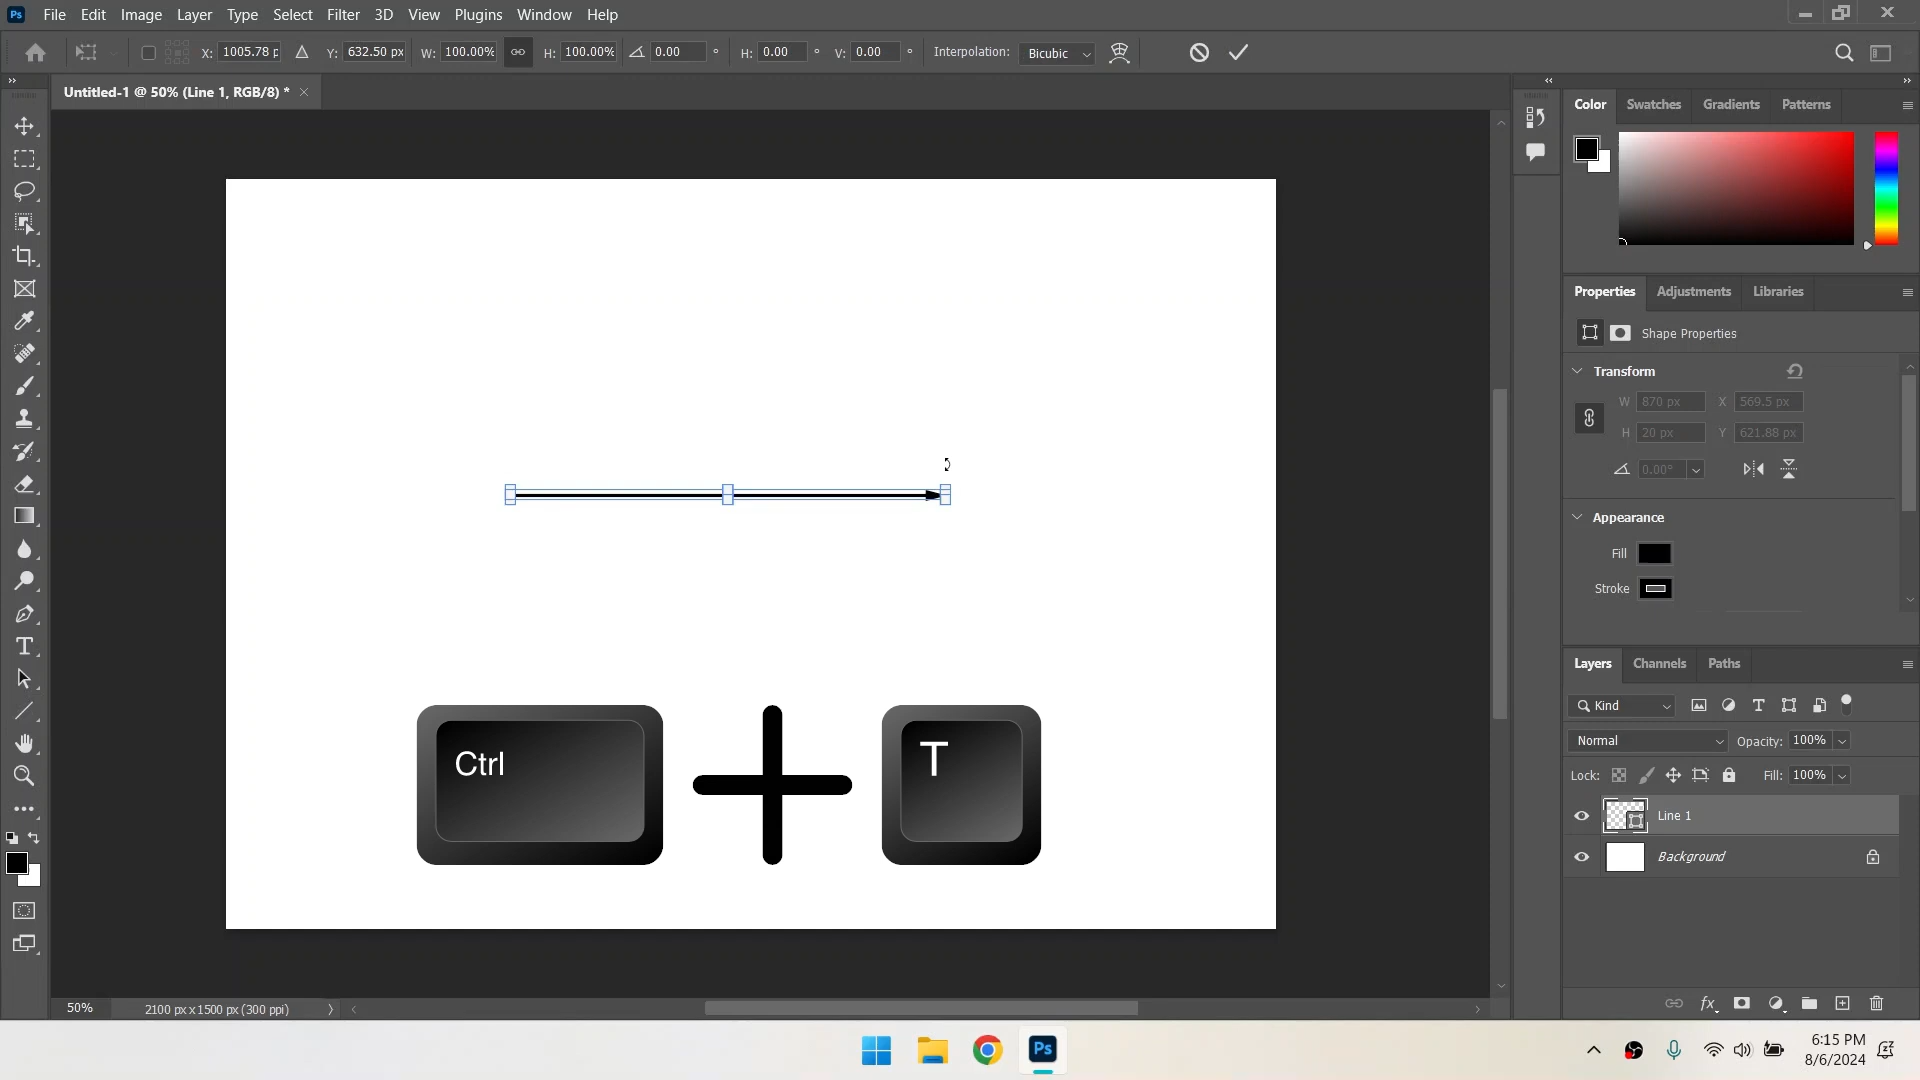 Ps File Edit Image Layer Type Select Filter 3D View Plugins Window Help
X: 1005.78 p Y: 632.50 px W: 100.00% H: 100.00% 0.00 ° H: 0.00 ° V: 0.00 ° Interpolation: Bicubic
Untitled-1 @ 50% (Line 1, RGB/8) *
Color Swatches Gradients Patterns
Properties Adjustments Libraries
Shape Properties
Transform
W 870 px X 569.5 px
H 20 px Y 621.88 px
0.00°
Appearance
Fill
Stroke
Ctrl T
Layers Channels Paths
Kind
Normal Opacity: 100%
Lock: Fill: 100%
Line 1
Background
50% 2100 px x 1500 px (300 ppi)
Ps
6:15 PM
8/6/2024